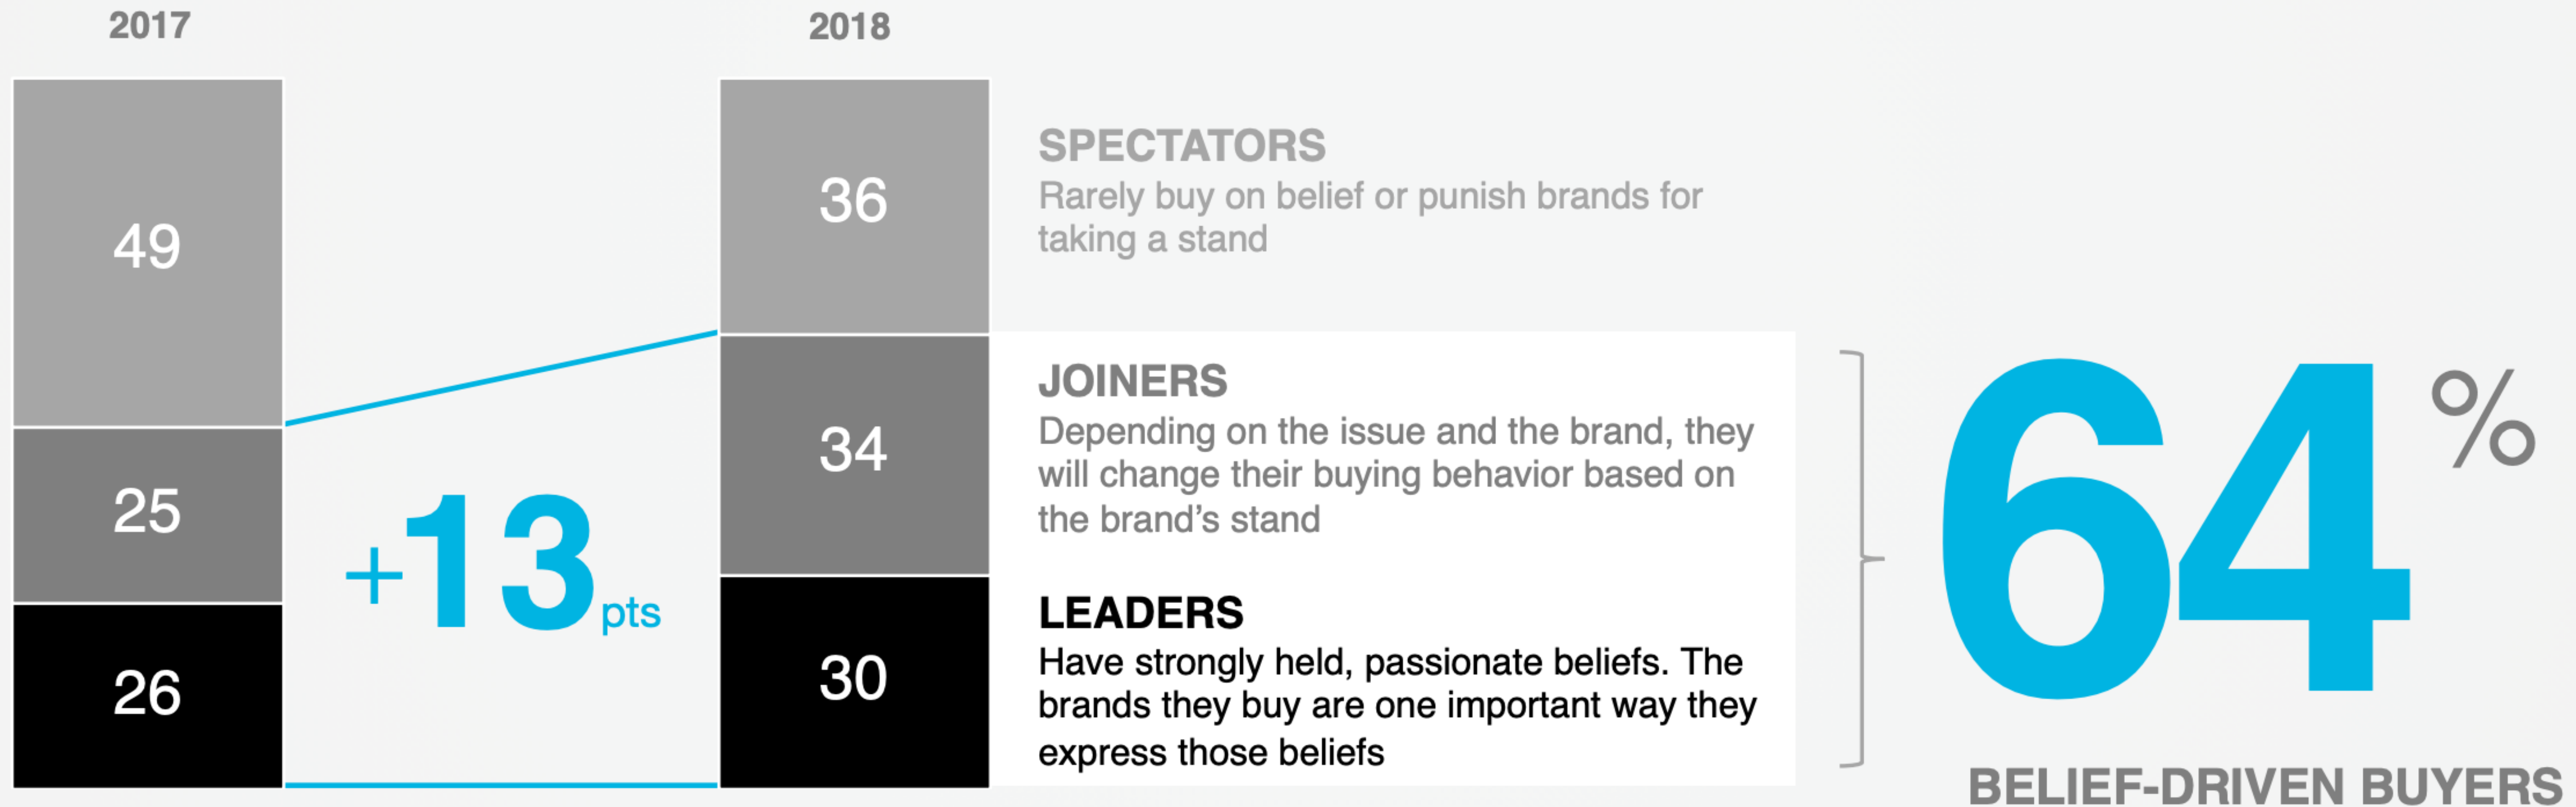 2017
2018
49
25
26
+13 pts
36
34
30
SPECTATORS
Rarely buy on belief or punish brands for
taking a stand
JOINERS
Depending on the issue and the brand, they
will change their buying behavior based on
the brand’s stand
LEADERS
Have strongly held, passionate beliefs. The
brands they buy are one important way they
express those beliefs
64%
BELIEF-DRIVEN BUYERS